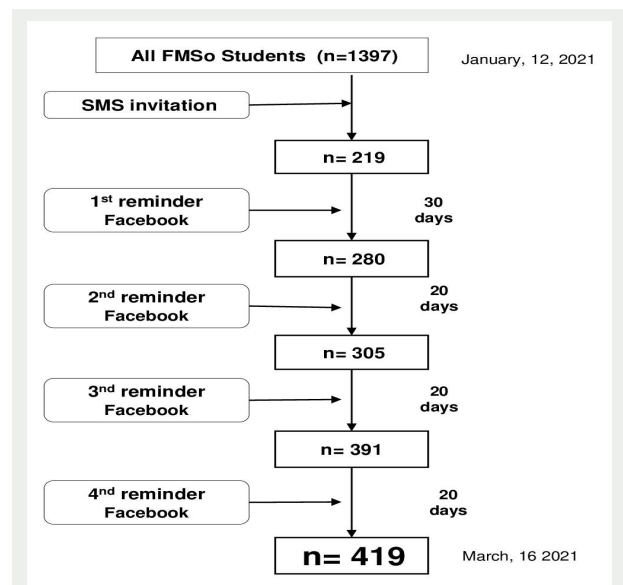 All FMSo Students (n=1397)
January, 12, 2021
SMS invitation
n= 219
1st reminder
Facebook
30
days
n= 280
2nd reminder
Facebook
20
days
n= 305
3nd reminder
Facebook
20
days
n= 391
4nd reminder
Facebook
20
days
n= 419
March, 16 2021